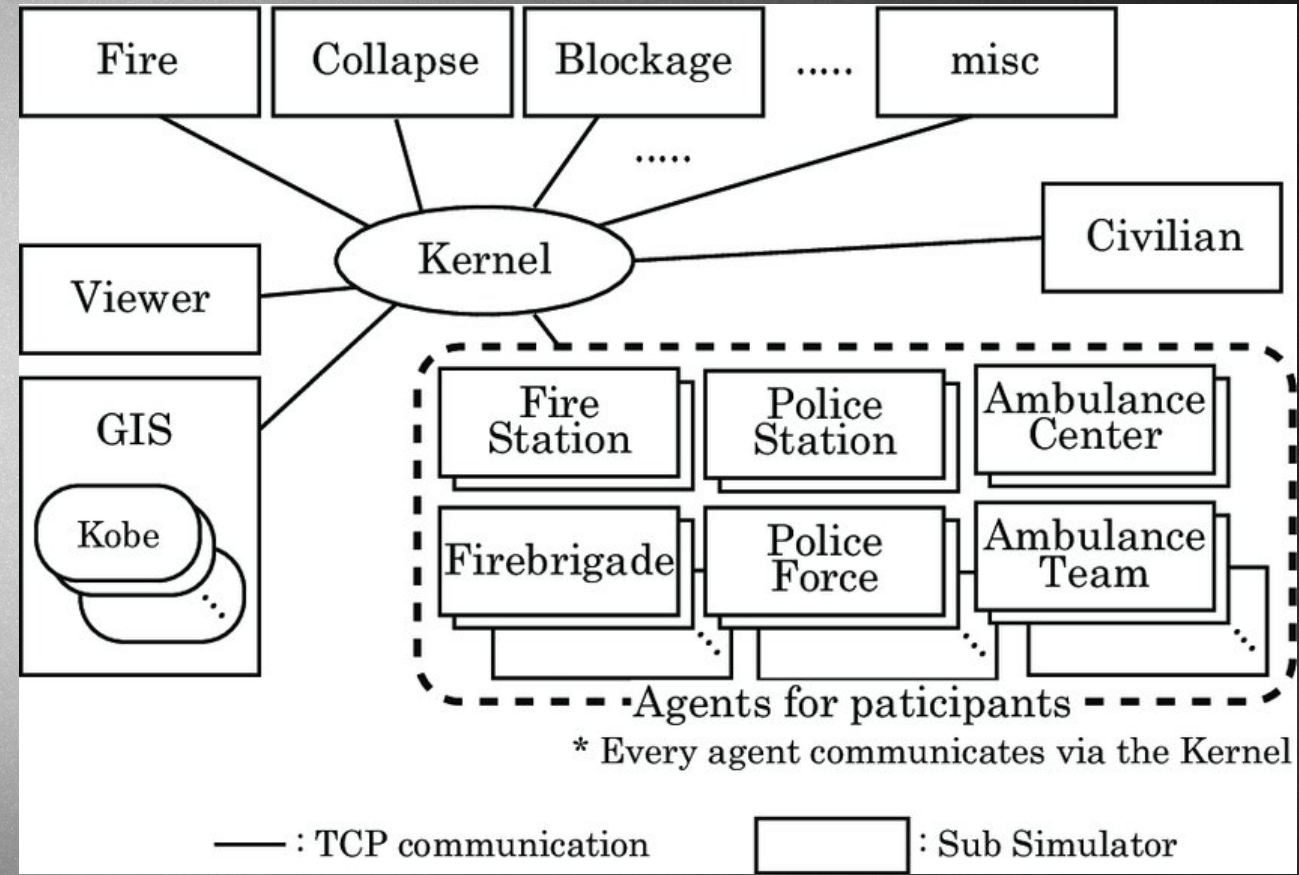 Fire
Collapse
Blockage
.....
misc
.....
Kernel
Civilian
Viewer
GIS
Kobe
Fire
Station
Police
Station
Ambulance
Center
Firebrigade
Police
Force
Ambulance
Team
Agents for paticipants
* Every agent communicates via the Kernel
: TCP communication
: Sub Simulator